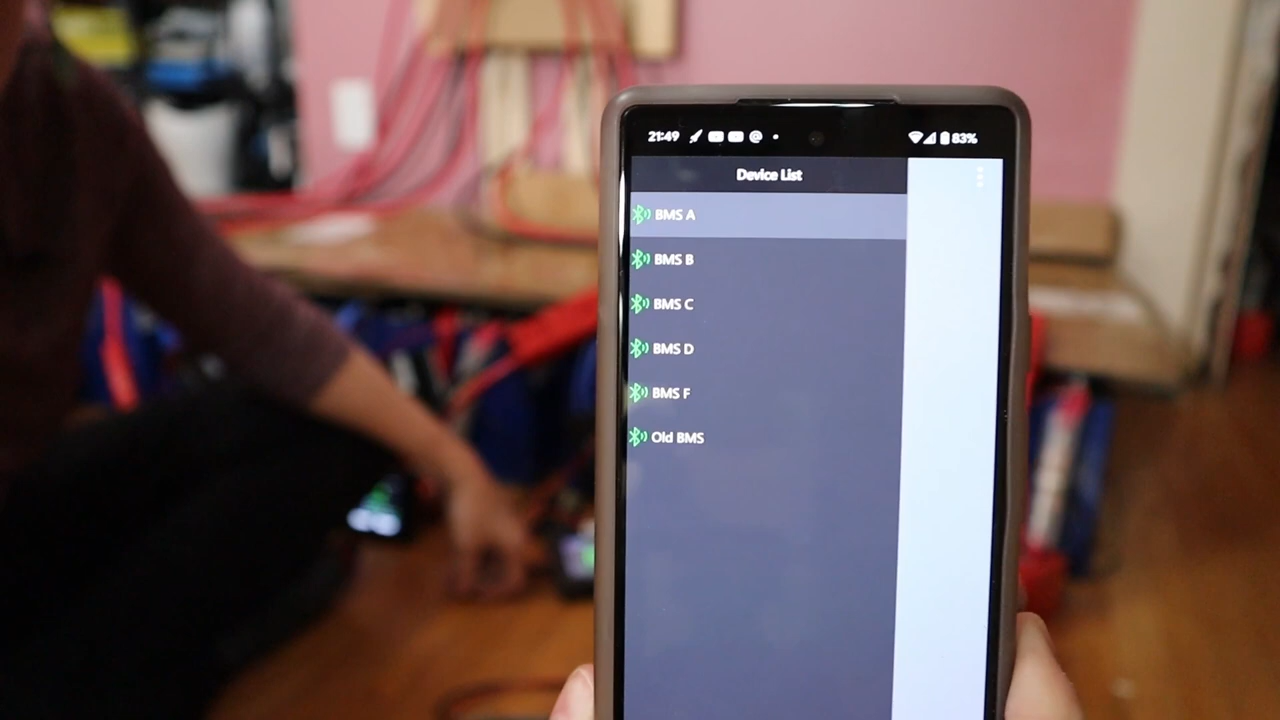 21:49 83%
Device List
BMS A
BMS B
BMS C
BMS D
BMS F
Old BMS